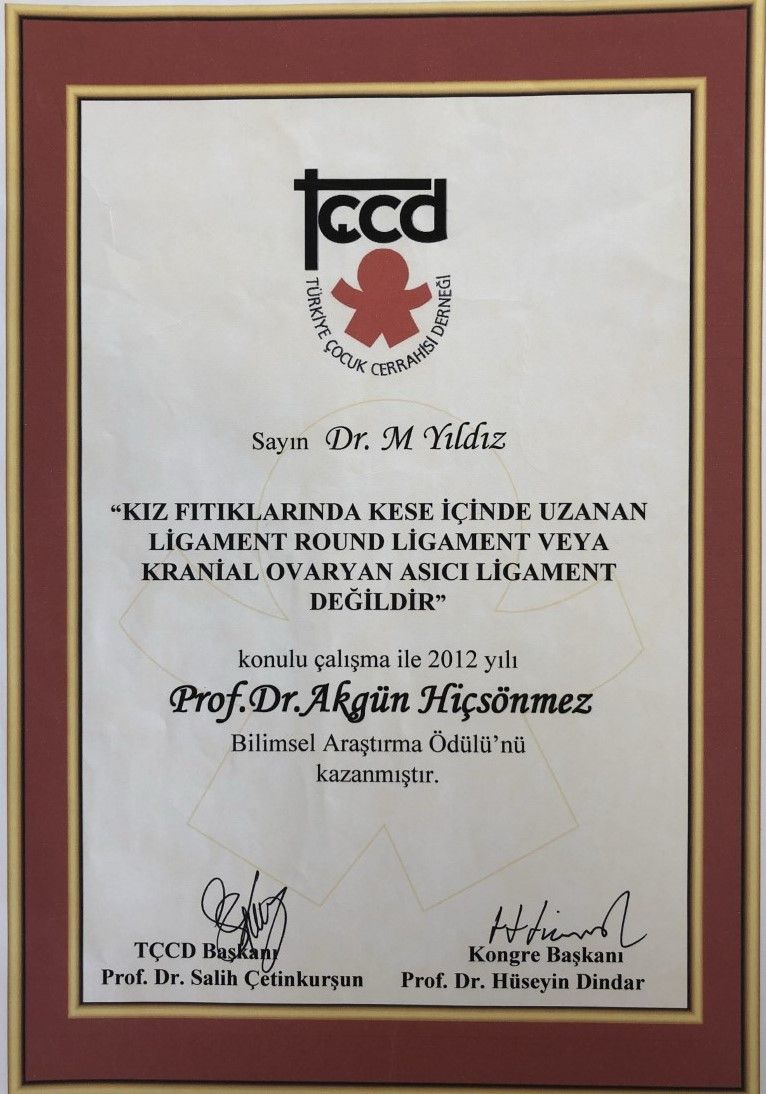 tccd
TÜRKİYE ÇOCUK CERRAHİSİ DERNEĞİ
Sayın Dr. M Yıldız
“KIZ FITIKLARINDA KESE İÇİNDE UZANAN
LİGAMENT ROUND LİGAMENT VEYA
KRANİAL OVARYAN ASICI LİGAMENT
DEĞİLDİR”
konulu çalışma ile 2012 yılı
Prof.Dr.Akgün Hiçsönmez
Bilimsel Araştırma Ödülü’nü
kazanmıştır.
TÇCD Başkanı
Prof. Dr. Salih Çetinkurşun
Kongre Başkanı
Prof. Dr. Hüseyin Dindar